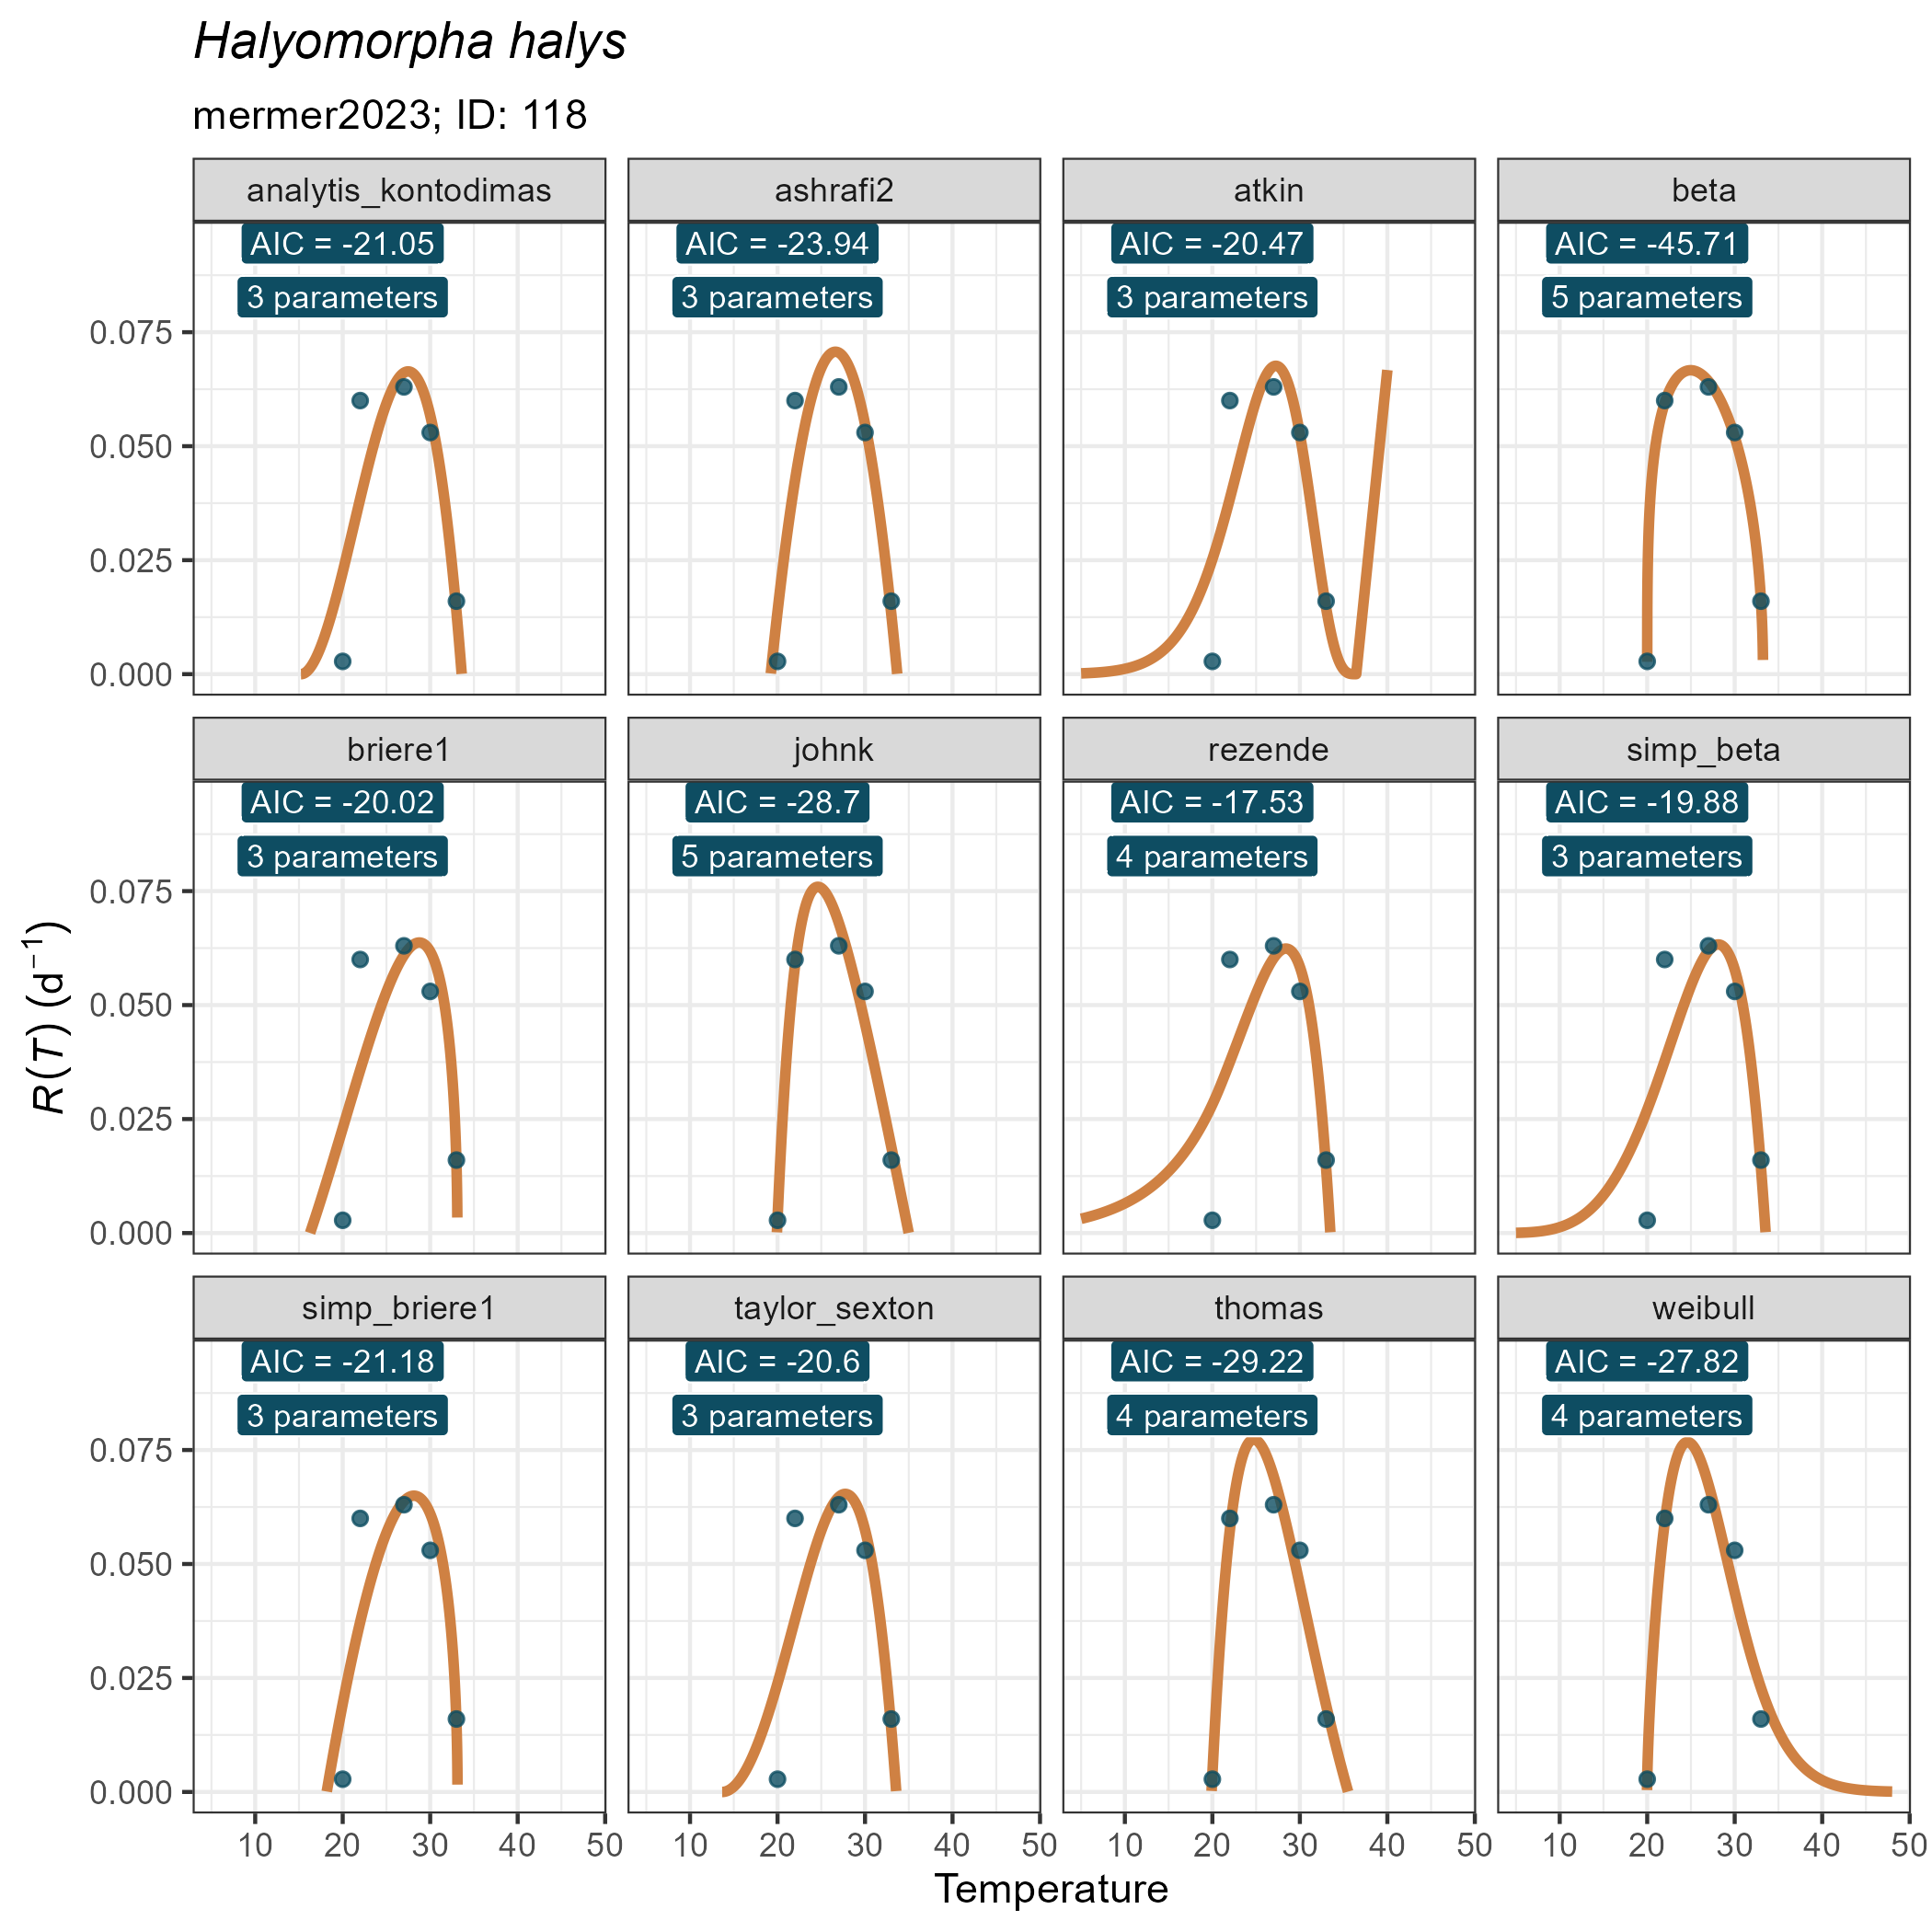 Halyomorpha halys
mermer2023; ID: 118
analytis_kontodimas
ashrafi2
atkin
beta
AIC = -21.05
AIC = -23.94
AIC = -20.47
AIC = -45.71
3 parameters
3 parameters
3 parameters
5 parameters
0.075
0.050
0.025
0.000
briere1
johnk
rezende
simp_beta
AIC = -20.02
AIC = -28.7
AIC = -17.53
AIC = -19.88
3 parameters
5 parameters
4 parameters
3 parameters
0.075
0.050
0.025
0.000
R(T) (d⁻¹)
simp_briere1
taylor_sexton
thomas
weibull
AIC = -21.18
AIC = -20.6
AIC = -29.22
AIC = -27.82
3 parameters
3 parameters
4 parameters
4 parameters
0.075
0.050
0.025
0.000
10 20 30 40 50 10 20 30 40 50 10 20 30 40 50 10 20 30 40 50
Temperature